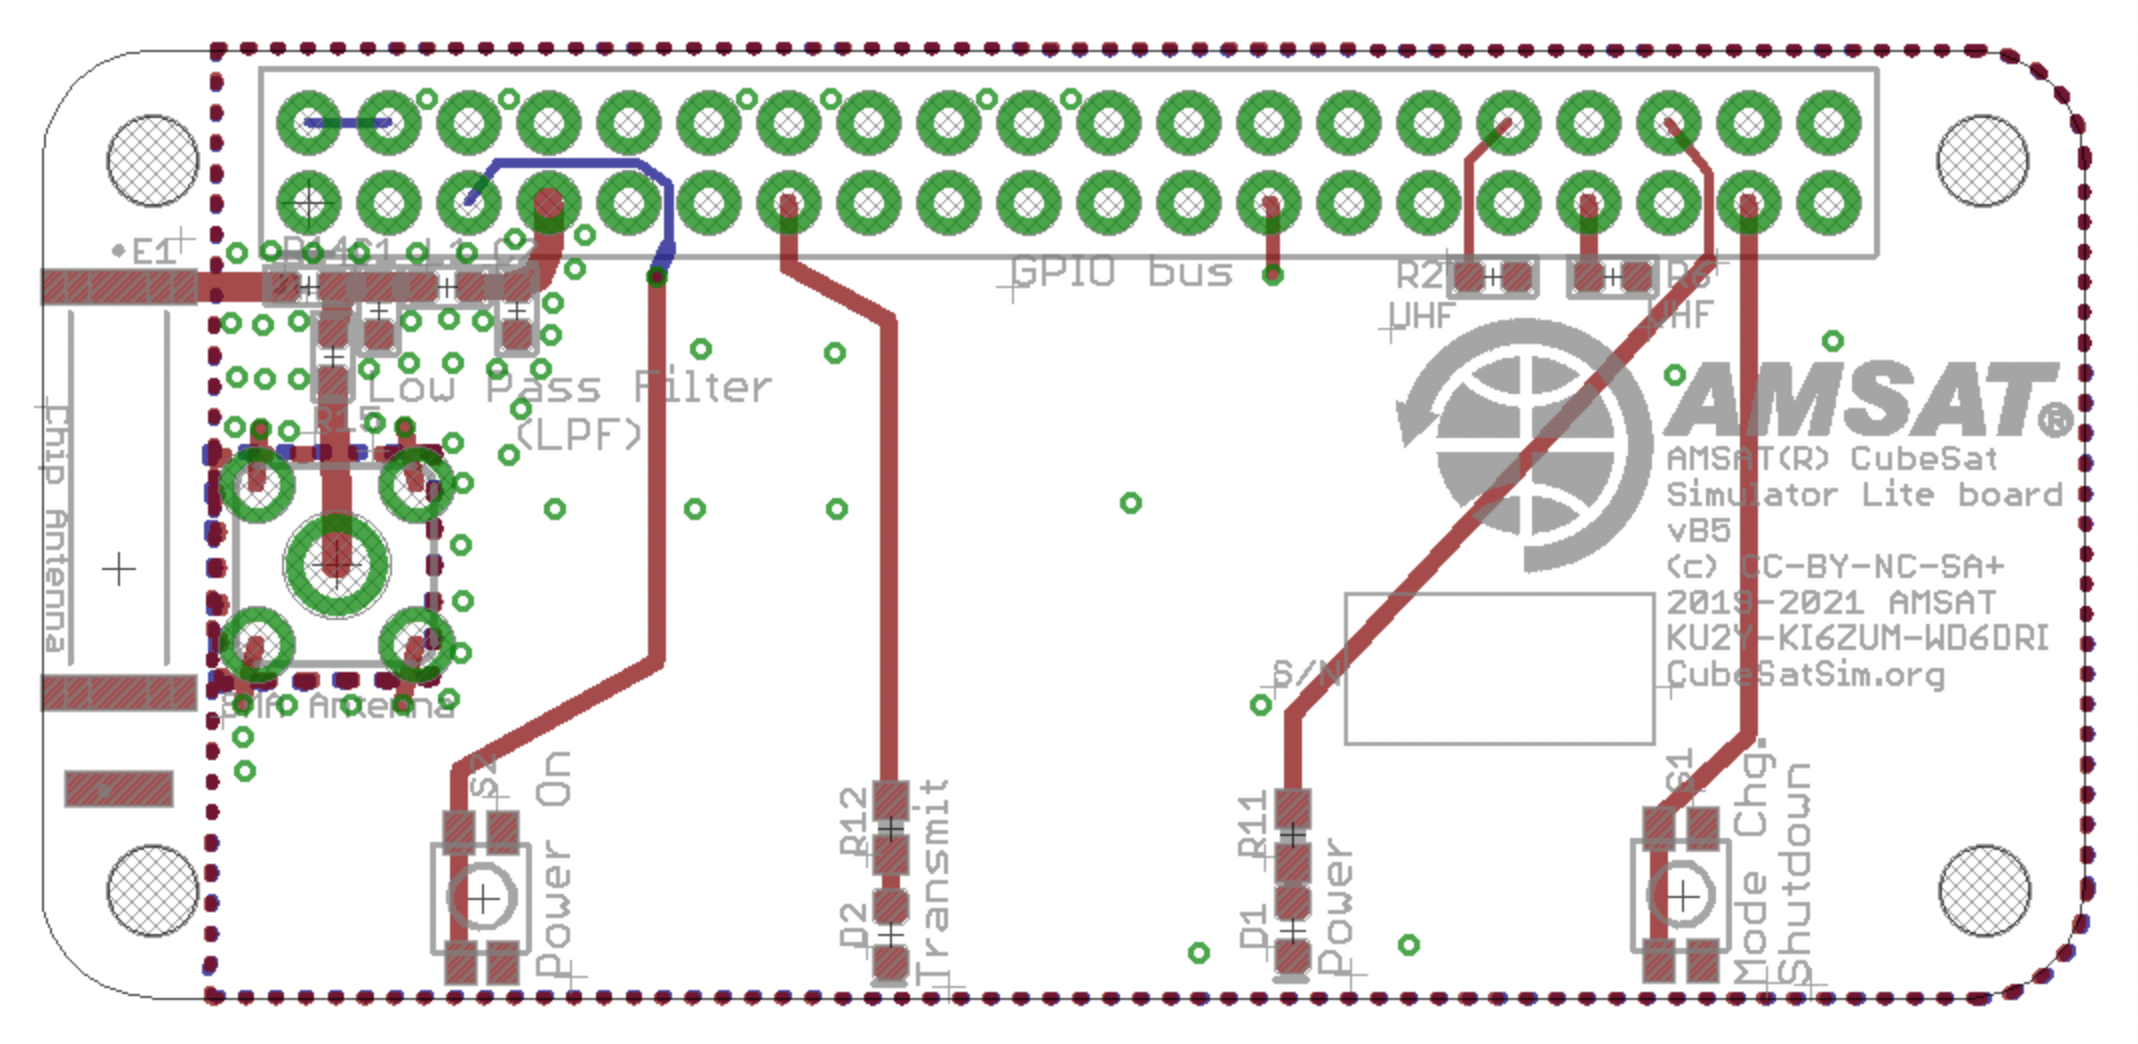 E1
L1
GPIO bus
R2
UHF
R6
UHF
Low Pass Filter
(LPF)
R15
Chip Antenna
AMSAT®
AMSAT(R) CubeSat
Simulator Lite board
vB5
(c) CC-BY-NC-SA+
2019-2021 AMSAT
KU2Y-KI6ZUM-WD6DRI
CubeSatSim.org
S/N
SMA Antenna
S2
Power On
R12
D2
Transmit
R11
D1
Power
S1
Mode Chg.
Shutdown